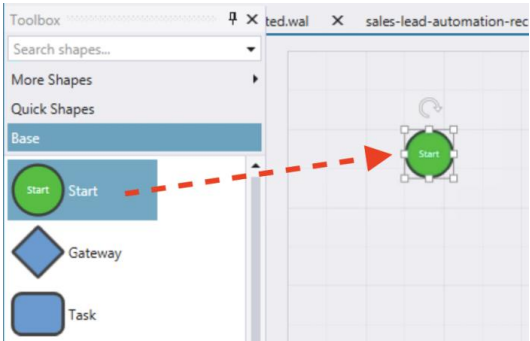 Toolbox
ted.wal
sales-lead-automation-rec
Search shapes...
More Shapes
Quick Shapes
Base
Start Start
Gateway
Task
Start